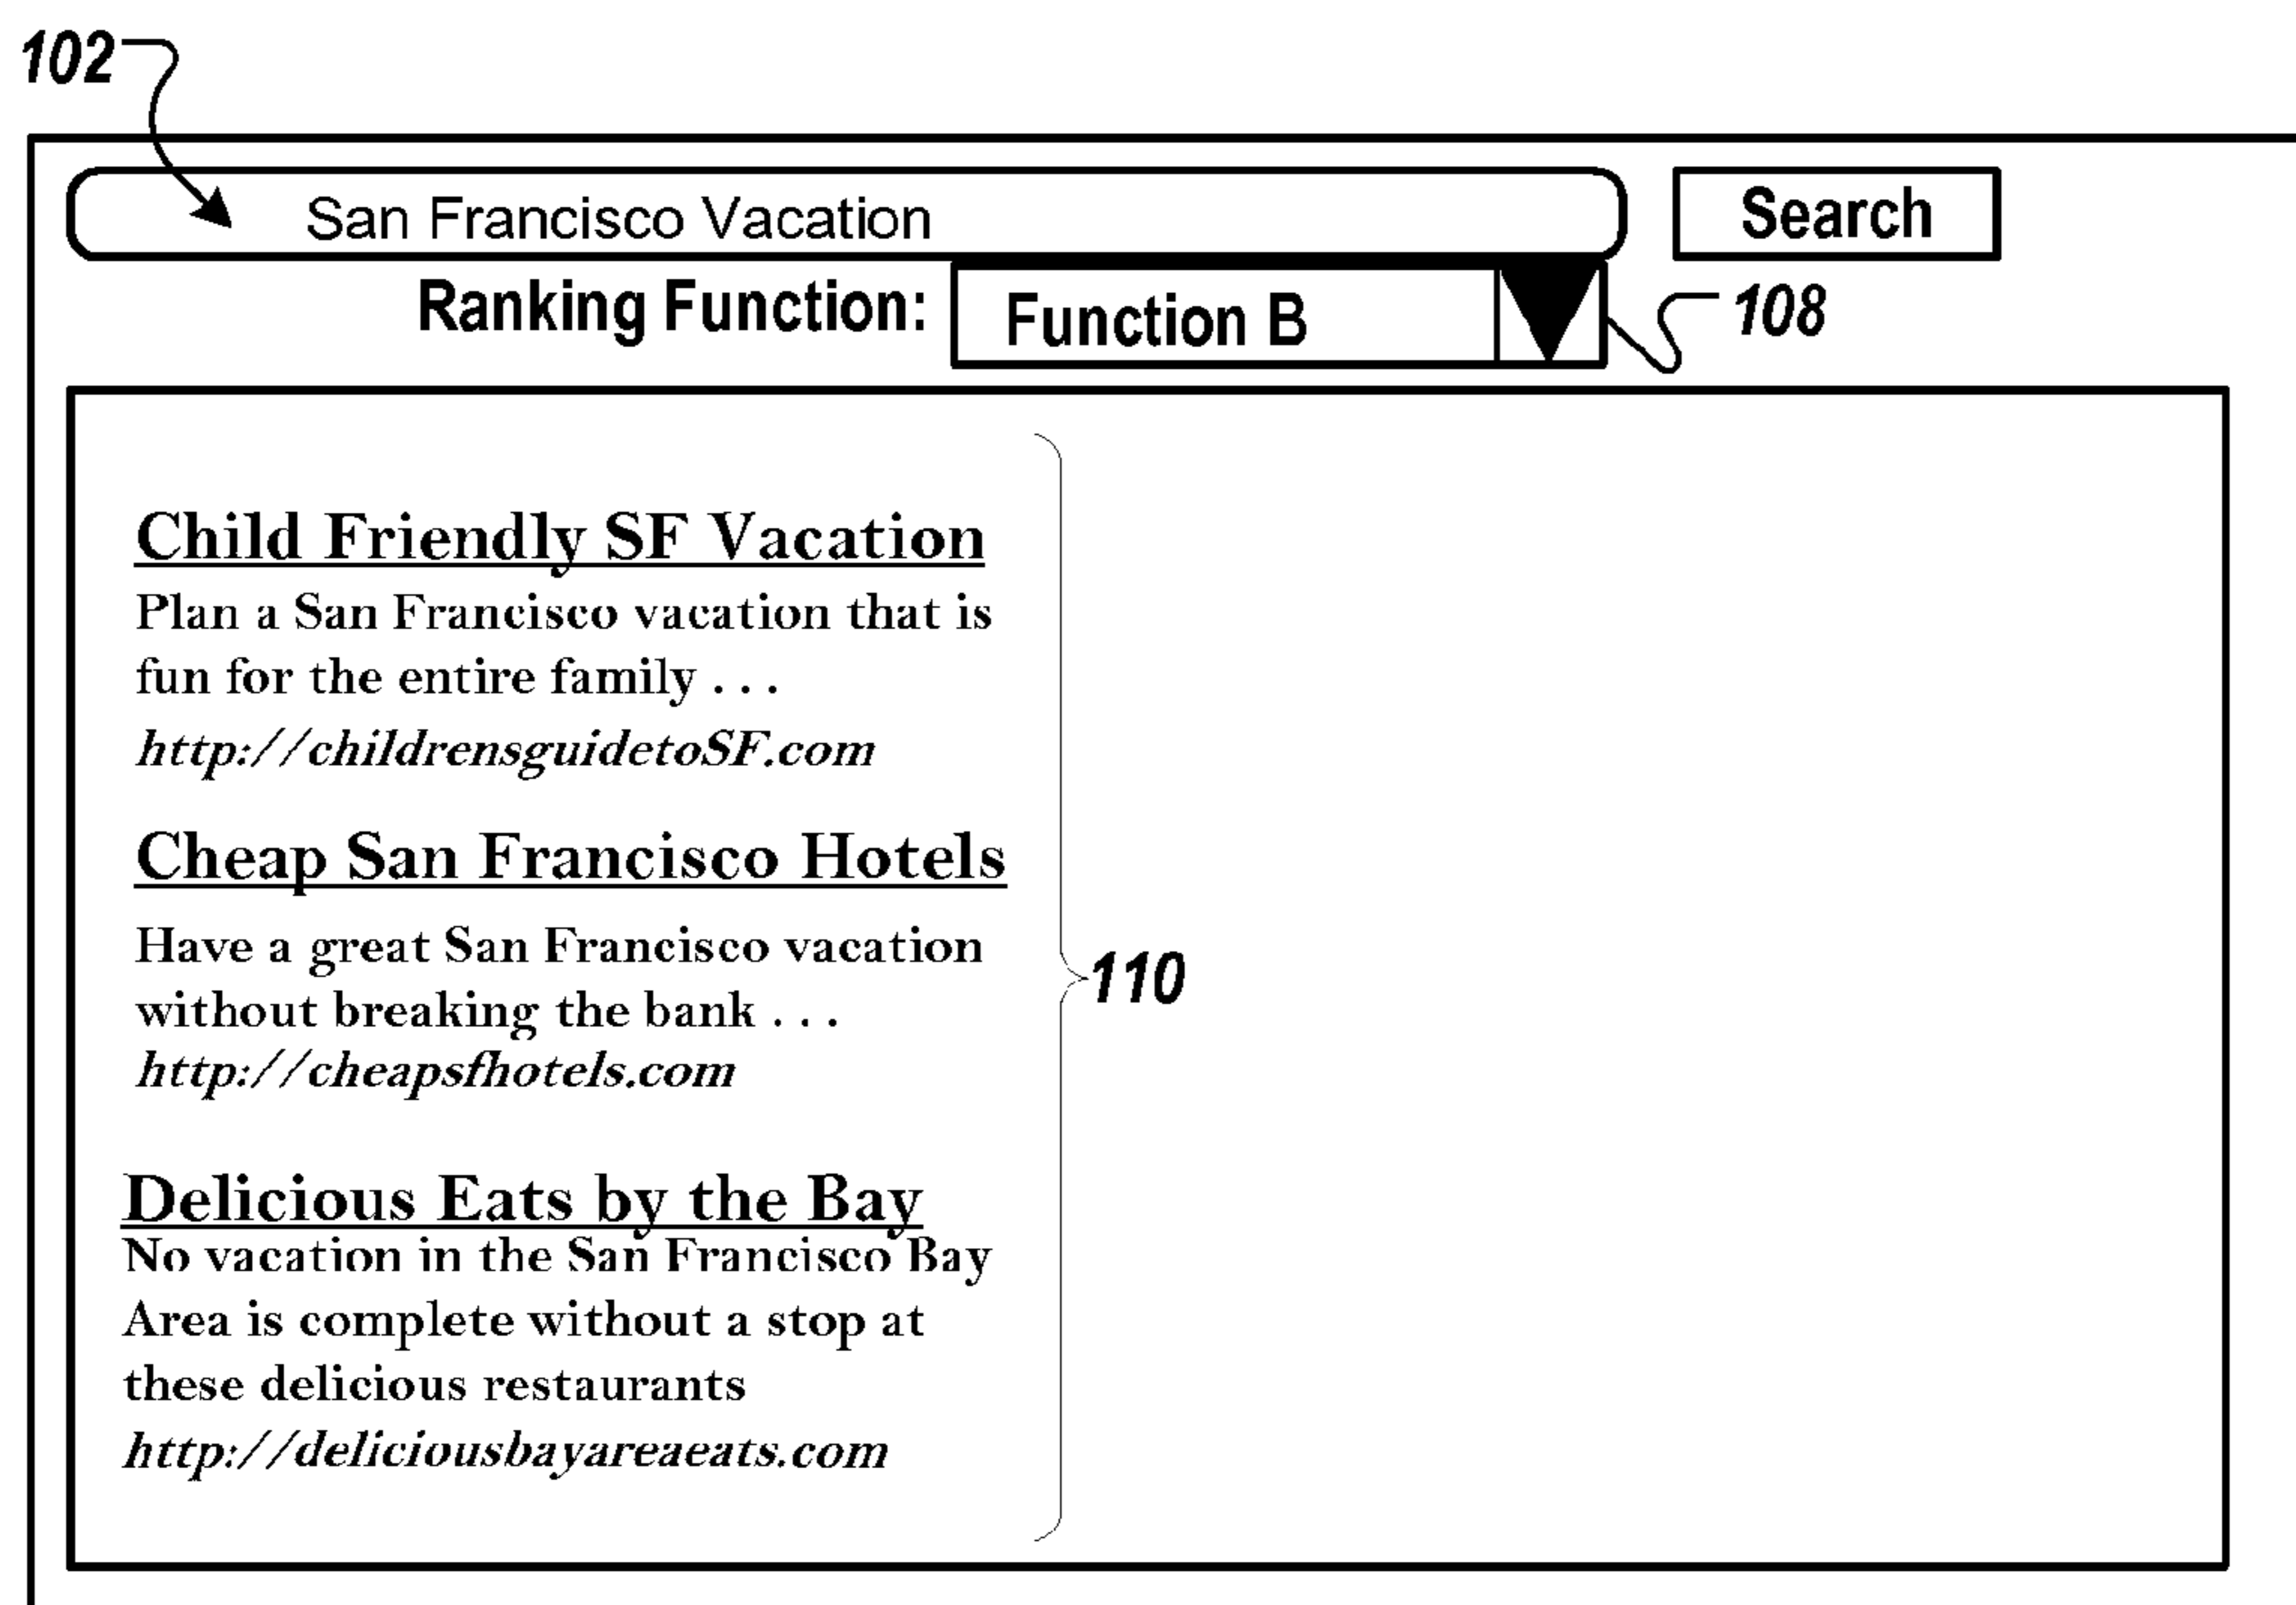 102
San Francisco Vacation
Search
Ranking Function:
Function B
108
Child Friendly SF Vacation
Plan a San Francisco vacation that is
fun for the entire family . . .
http://childrensguidetoSF.com
Cheap San Francisco Hotels
Have a great San Francisco vacation
without breaking the bank . . .
http://cheapsfhotels.com
110
Delicious Eats by the Bay
No vacation in the San Francisco Bay
Area is complete without a stop at
these delicious restaurants
http://deliciousbayareaeats.com